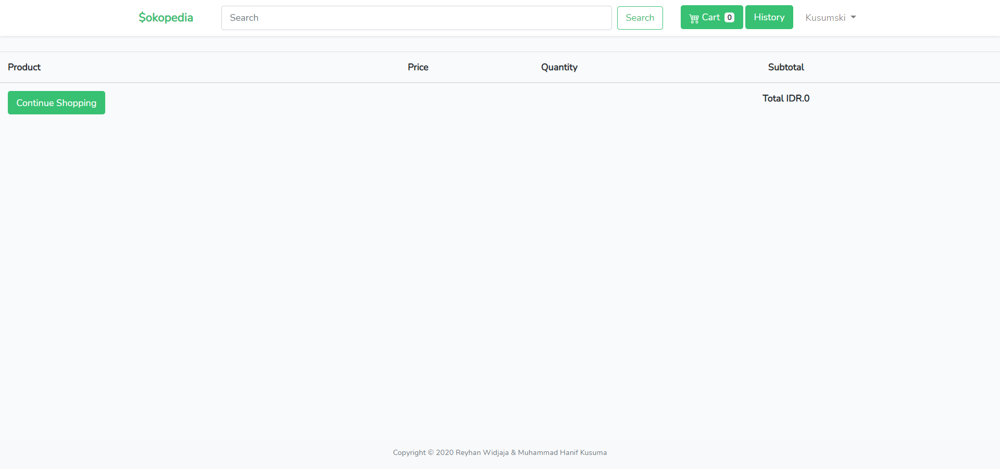 $okopedia Search Search Cart 0 History Kusumski
Product Price Quantity Subtotal
Continue Shopping Total IDR.0
Copyright © 2020 Reyhan Widjaja & Muhammad Hanif Kusuma